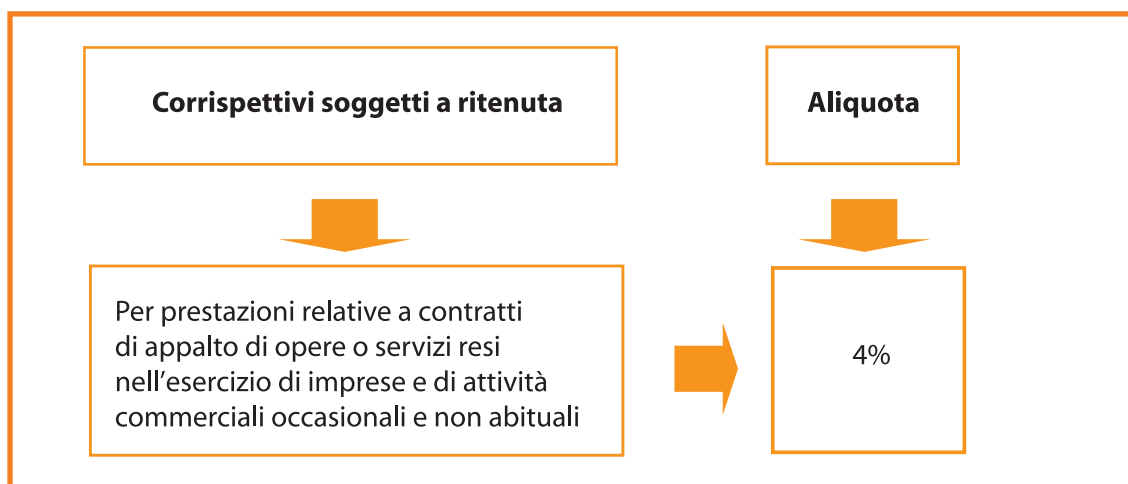 Corrispettivi soggetti a ritenuta
Aliquota
Per prestazioni relative a contratti
di appalto di opere o servizi resi
nell’esercizio di imprese e di attività
commerciali occasionali e non abituali
4%